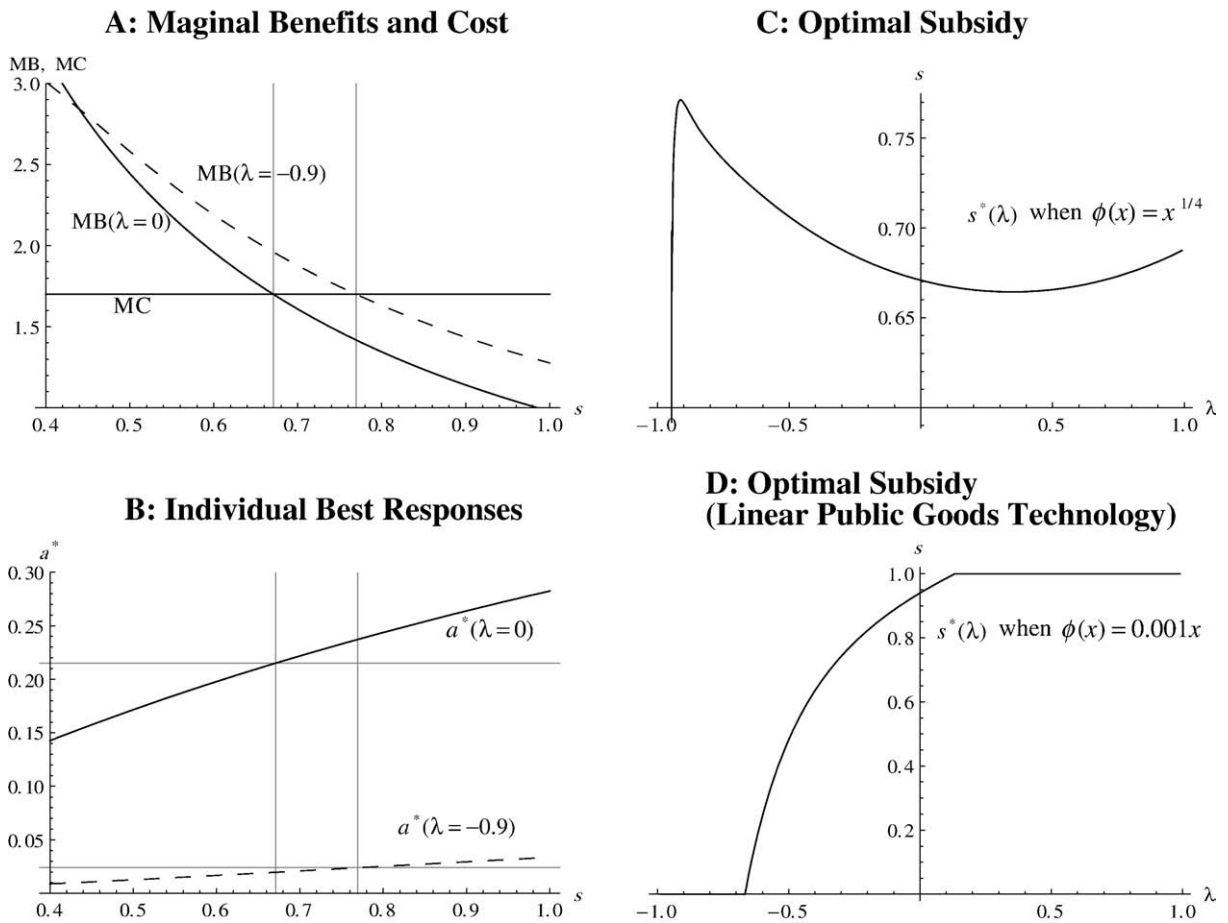 A: Maginal Benefits and Cost
MB, MC
3.0
2.5
2.0
1.5
MB(λ=−0.9)
MB(λ=0)
MC
0.4 0.5 0.6 0.7 0.8 0.9 1.0 s
C: Optimal Subsidy
s
0.75
0.70
0.65
s*(λ) when ϕ(x)=x^1/4
−1.0 −0.5 0.5 1.0 λ
B: Individual Best Responses
a*
0.30
0.25
0.20
0.15
0.10
0.05
a*(λ=0)
a*(λ=−0.9)
0.4 0.5 0.6 0.7 0.8 0.9 1.0 s
D: Optimal Subsidy
(Linear Public Goods Technology)
s
1.0
0.8
0.6
0.4
0.2
s*(λ) when ϕ(x)=0.001x
−1.0 −0.5 0.5 1.0 λ